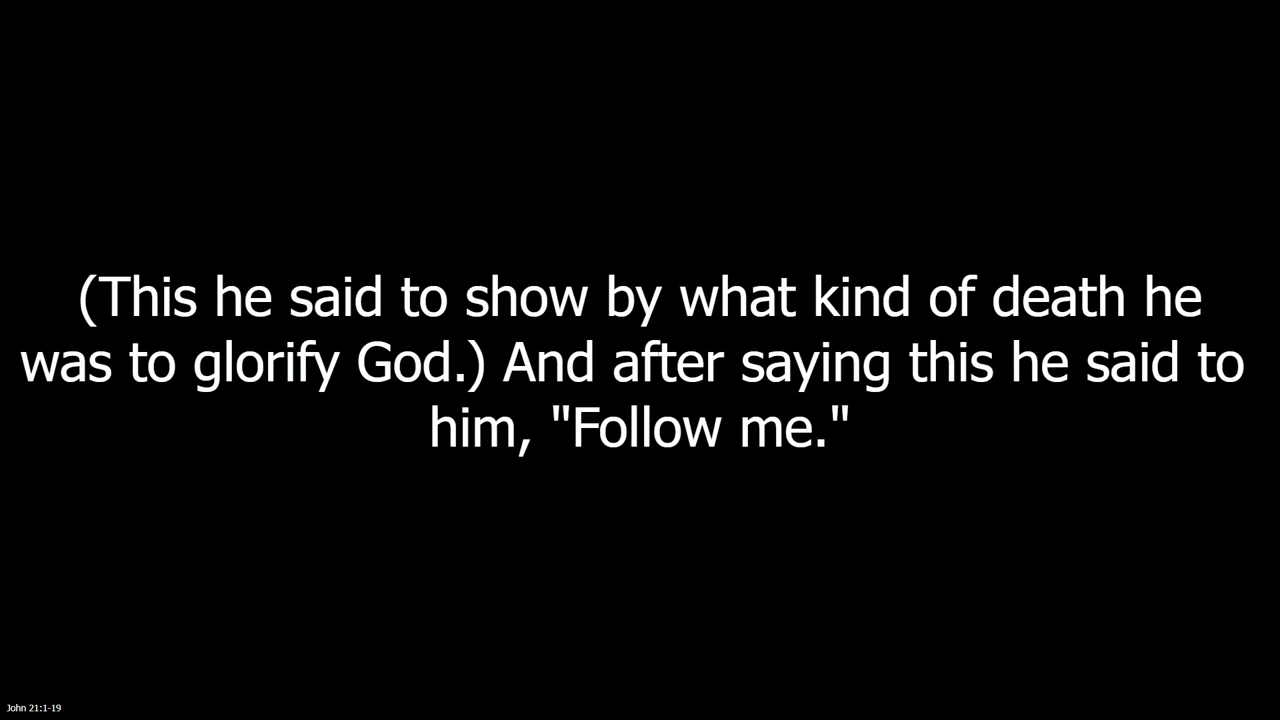 (This he said to show by what kind of death he
was to glorify God.) And after saying this he said to
him, "Follow me."
John 21:1-19